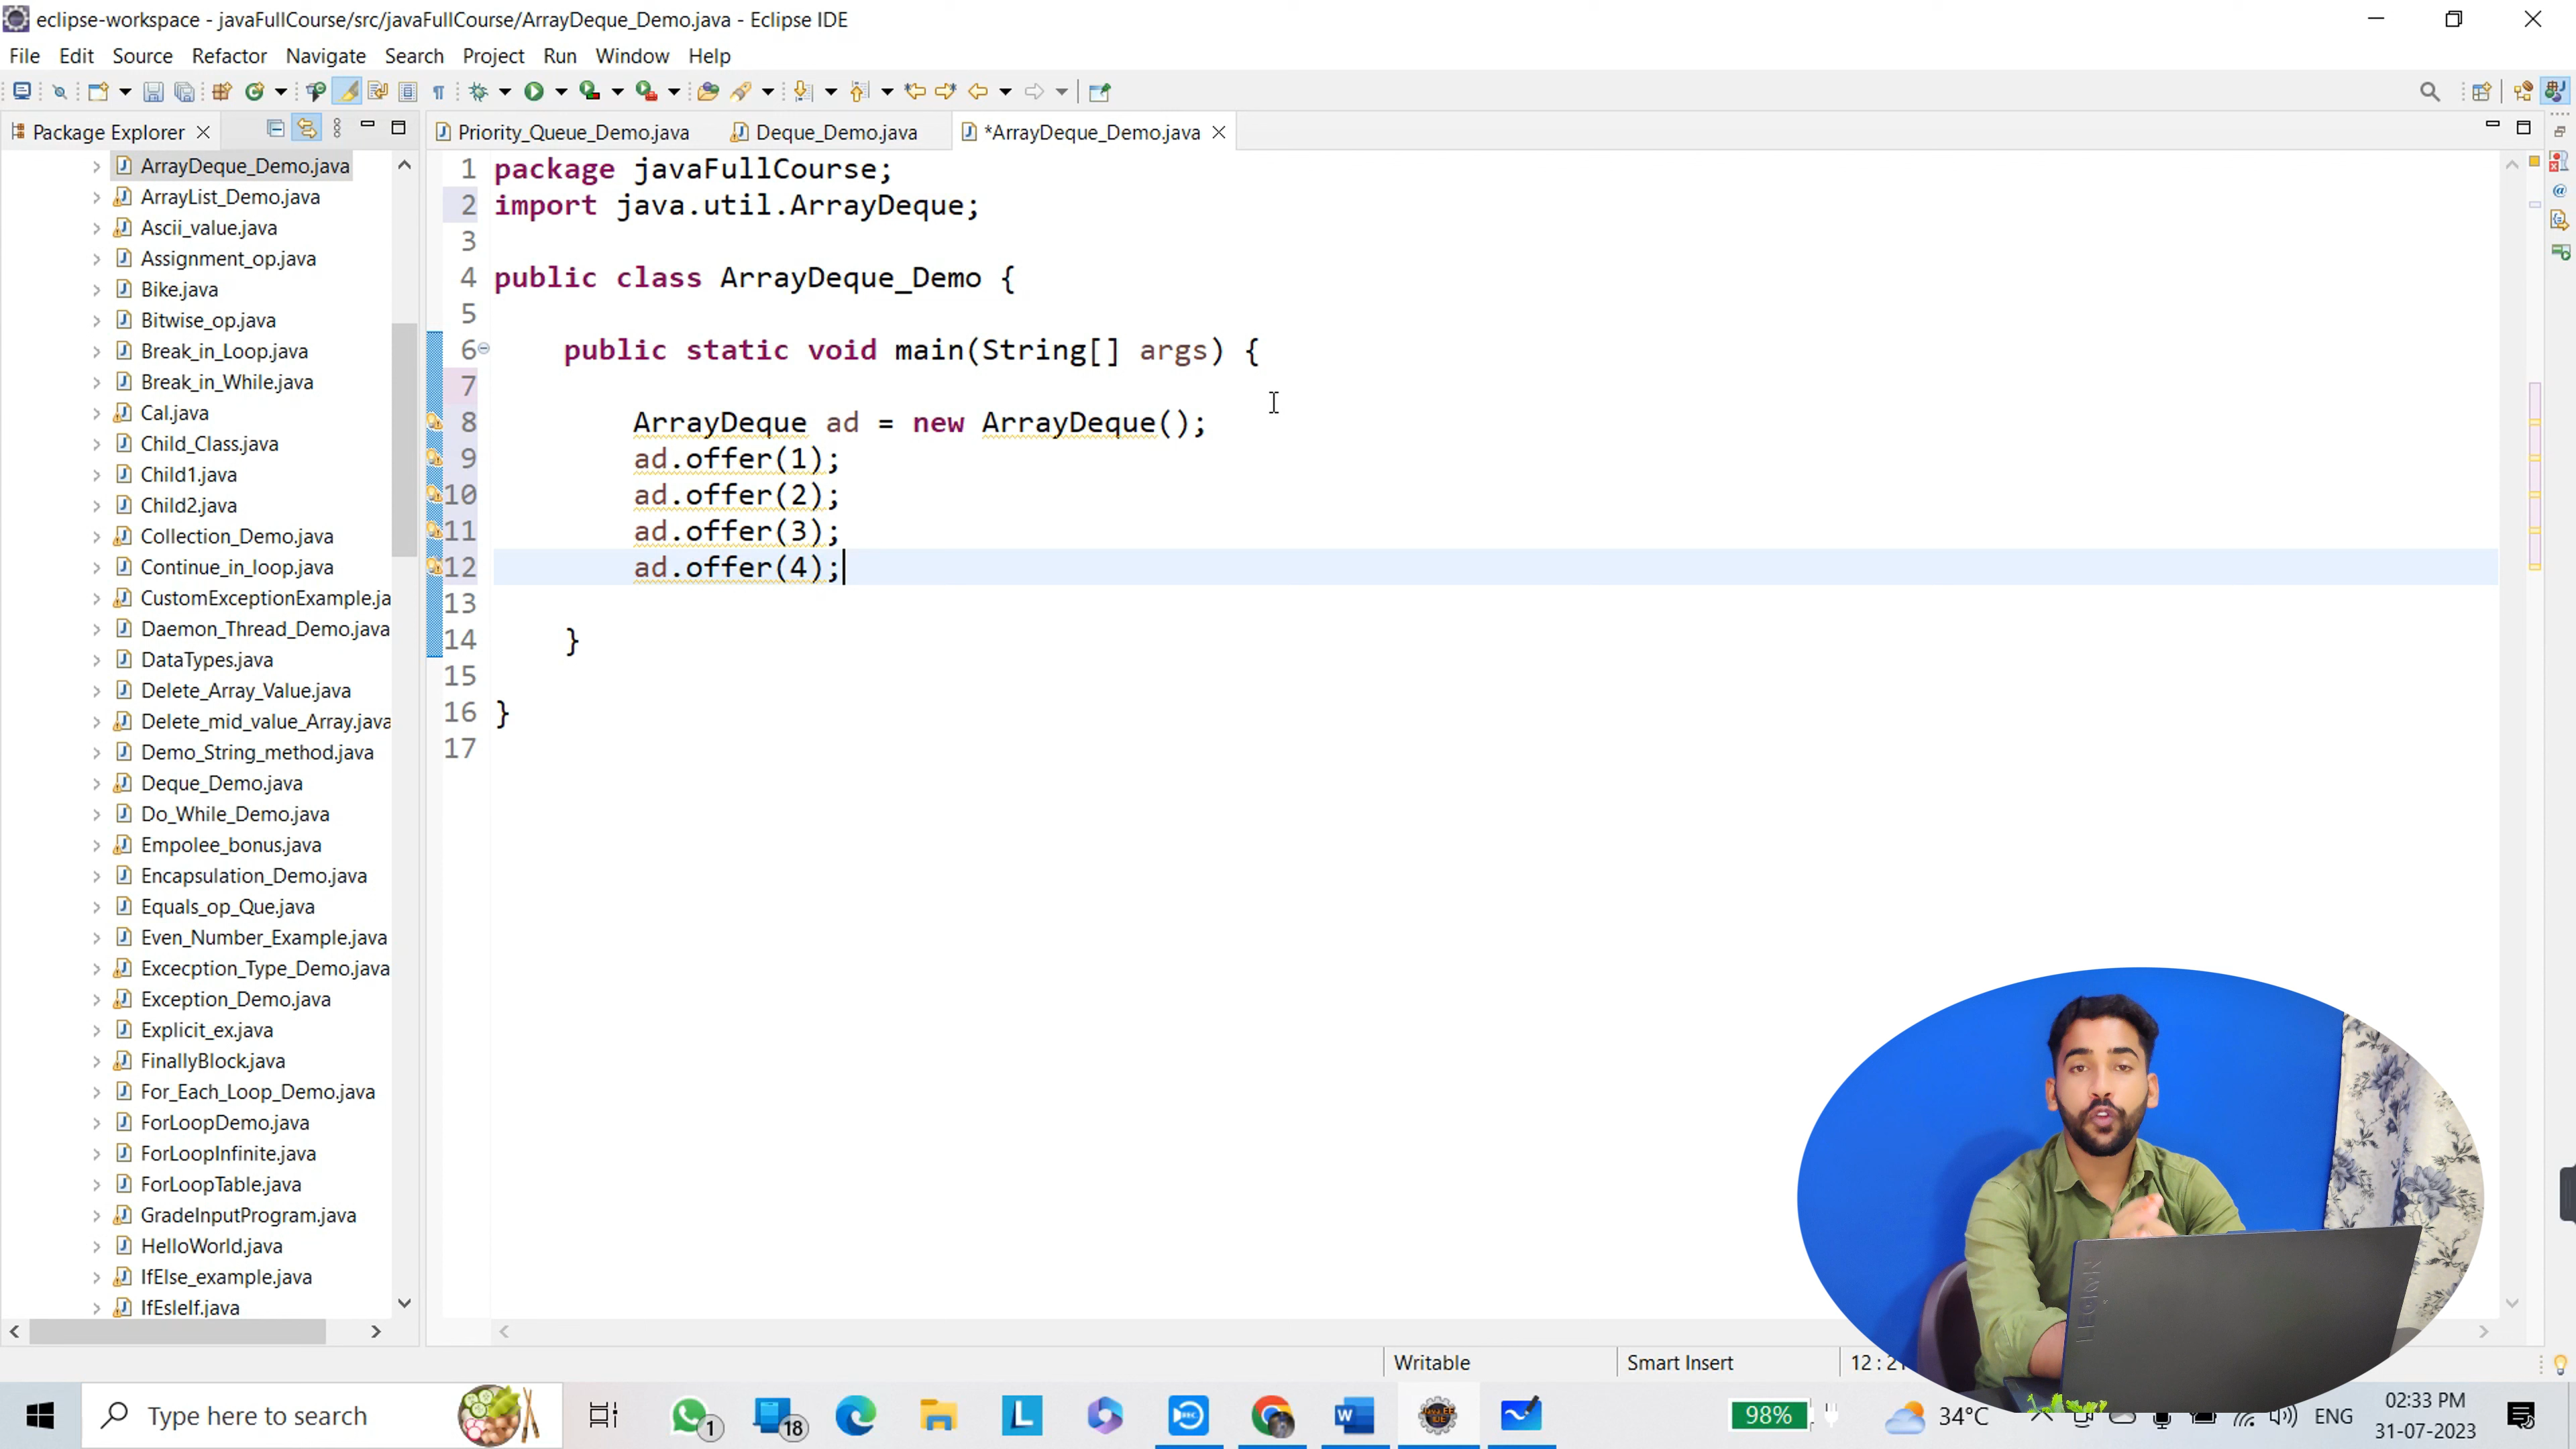 eclipse-workspace - javaFullCourse/src/javaFullCourse/ArrayDeque_Demo.java - Eclipse IDE
File Edit Source Refactor Navigate Search Project Run Window Help
Package Explorer
Priority_Queue_Demo.java Deque_Demo.java *ArrayDeque_Demo.java
ArrayDeque_Demo.java
ArrayList_Demo.java
Ascii_value.java
Assignment_op.java
Bike.java
Bitwise_op.java
Break_in_Loop.java
Break_in_While.java
Cal.java
Child_Class.java
Child1.java
Child2.java
Collection_Demo.java
Continue_in_loop.java
CustomExceptionExample.ja
Daemon_Thread_Demo.java
DataTypes.java
Delete_Array_Value.java
Delete_mid_value_Array.java
Demo_String_method.java
Deque_Demo.java
Do_While_Demo.java
Empolee_bonus.java
Encapsulation_Demo.java
Equals_op_Que.java
Even_Number_Example.java
Excecption_Type_Demo.java
Exception_Demo.java
Explicit_ex.java
FinallyBlock.java
For_Each_Loop_Demo.java
ForLoopDemo.java
ForLoopInfinite.java
ForLoopTable.java
GradeInputProgram.java
HelloWorld.java
IfElse_example.java
IfEsleIf.java
1 package javaFullCourse;
2 import java.util.ArrayDeque;
3
4 public class ArrayDeque_Demo {
5
6 public static void main(String[] args) {
7
8 ArrayDeque ad = new ArrayDeque();
9 ad.offer(1);
10 ad.offer(2);
11 ad.offer(3);
12 ad.offer(4);
13
14 }
15
16 }
17
Writable Smart Insert
LEGION
Type here to search
1
18
98%
34°C
ENG
02:33 PM
31-07-2023